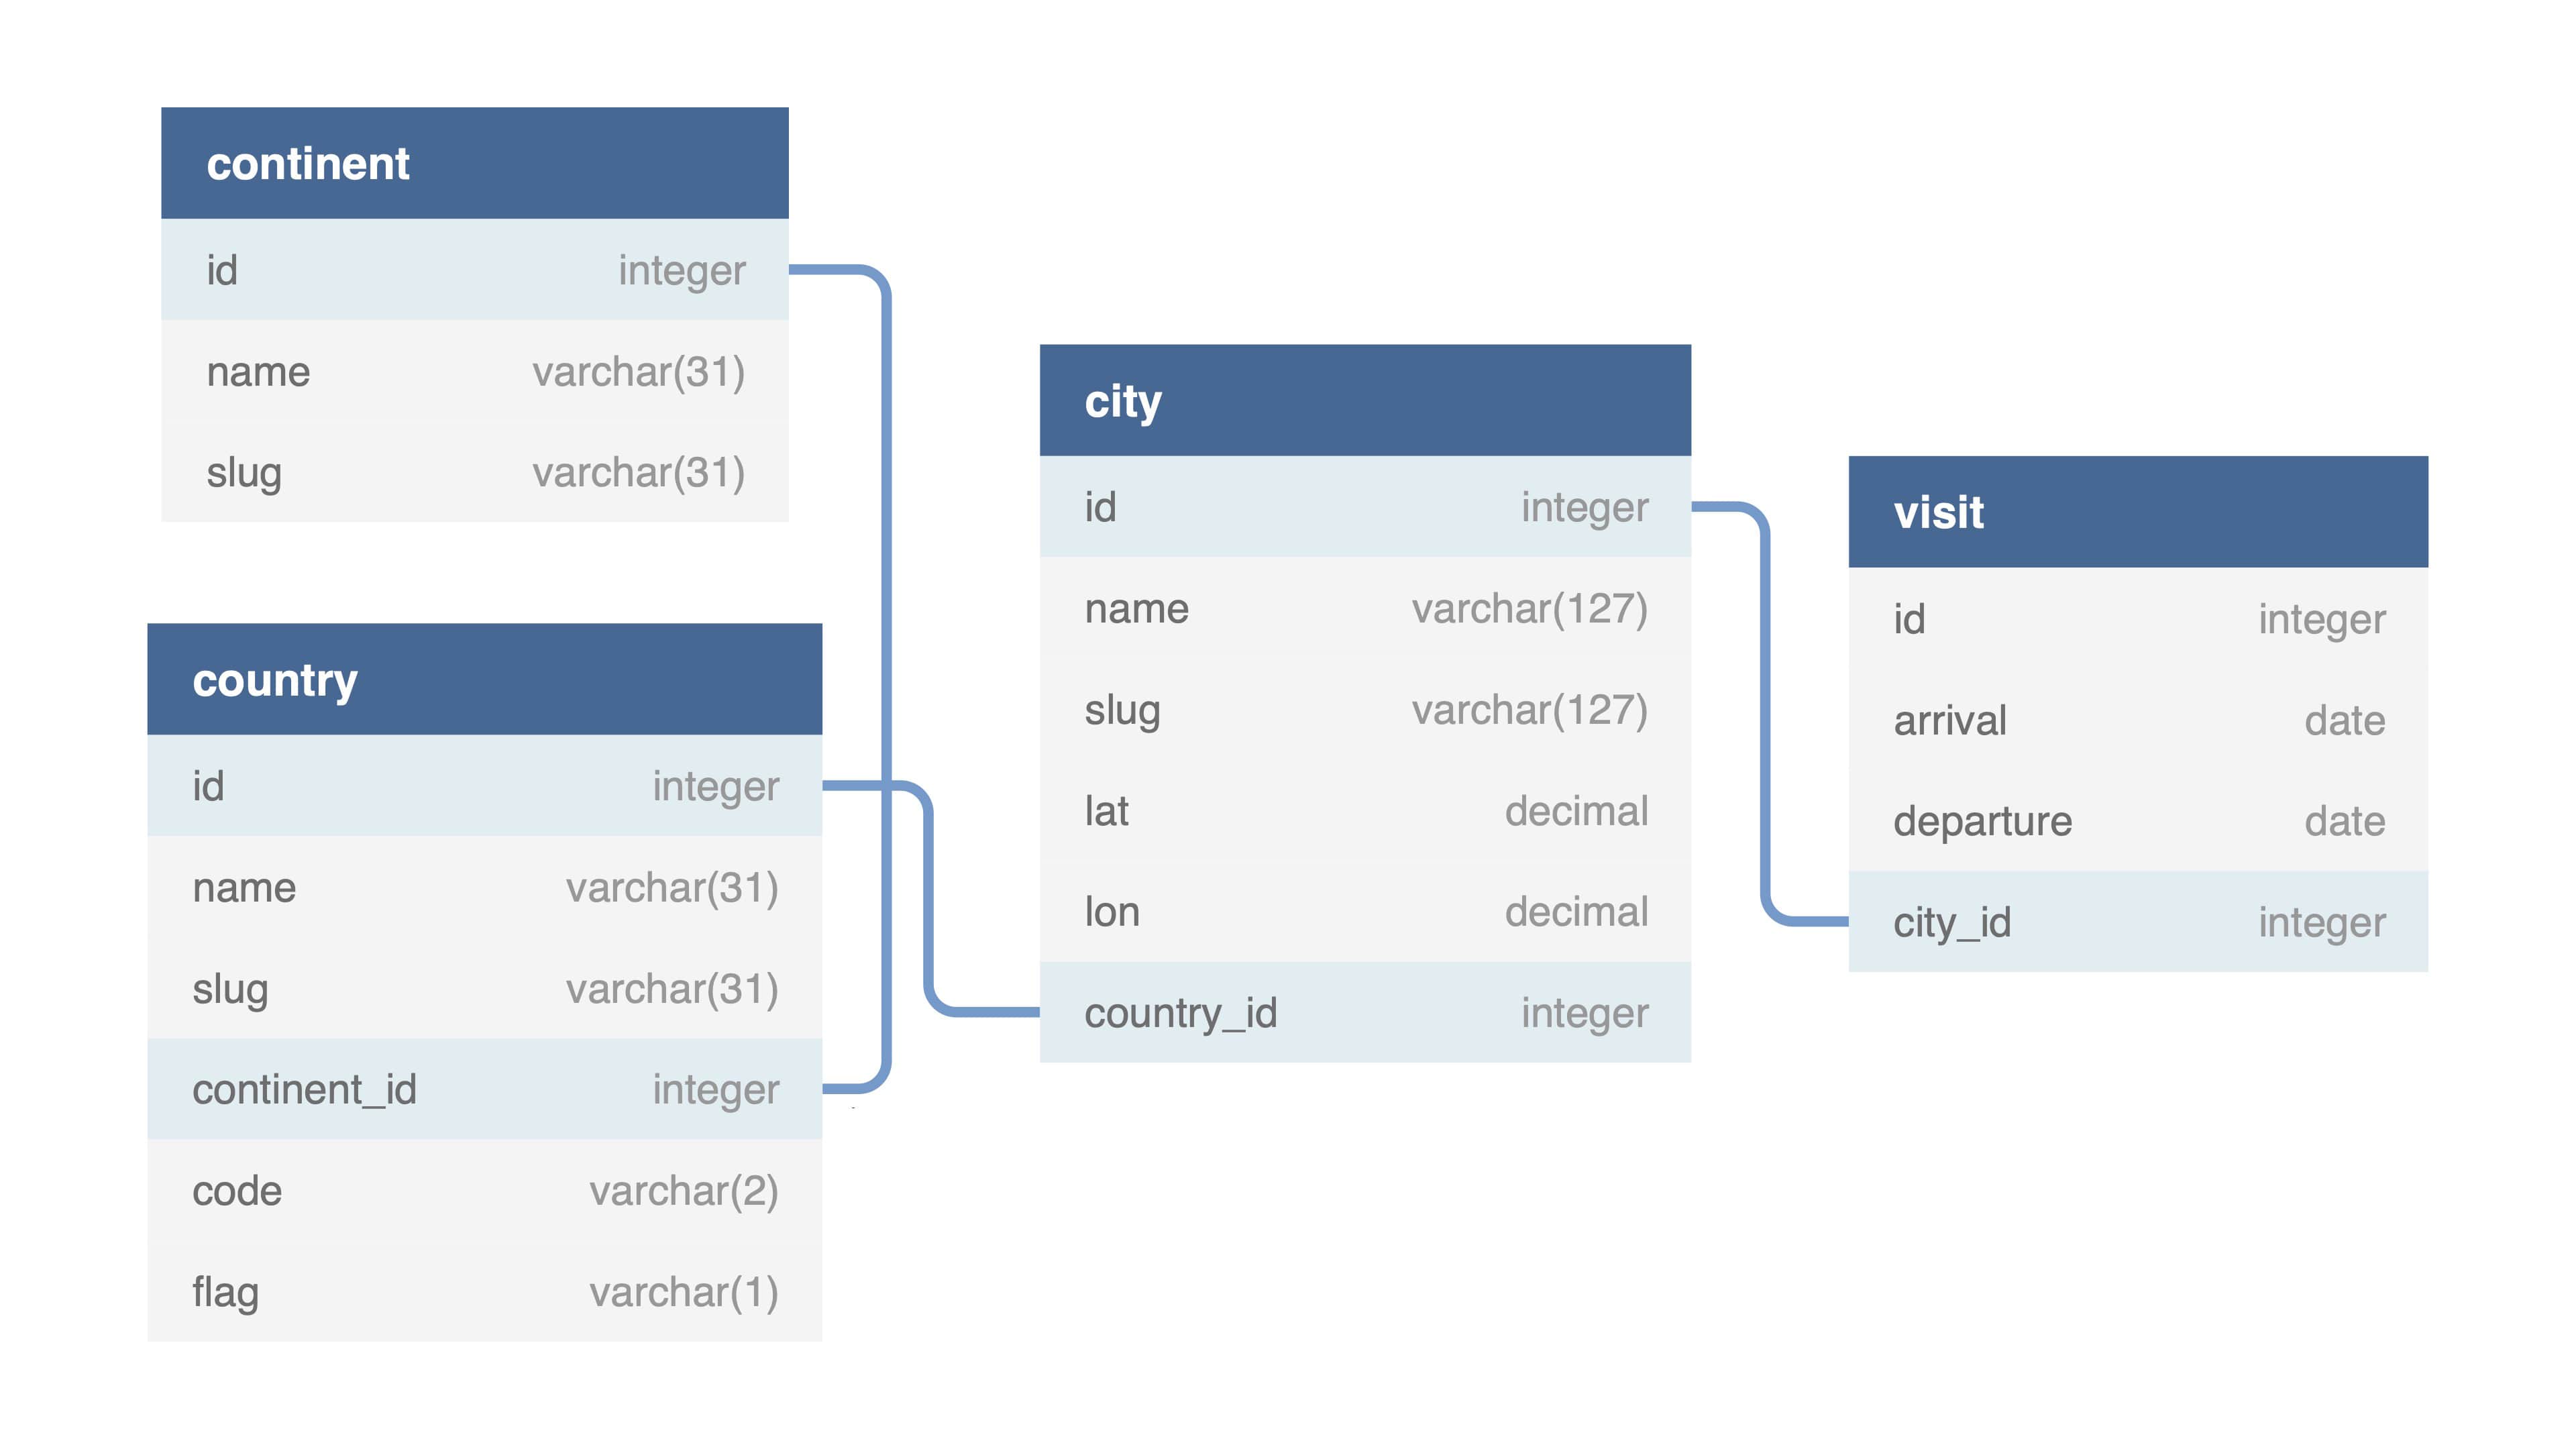 continent
id integer
name varchar(31)
slug varchar(31)
country
id integer
name varchar(31)
slug varchar(31)
continent_id integer
code varchar(2)
flag varchar(1)
city
id integer
name varchar(127)
slug varchar(127)
lat decimal
lon decimal
country_id integer
visit
id integer
arrival date
departure date
city_id integer